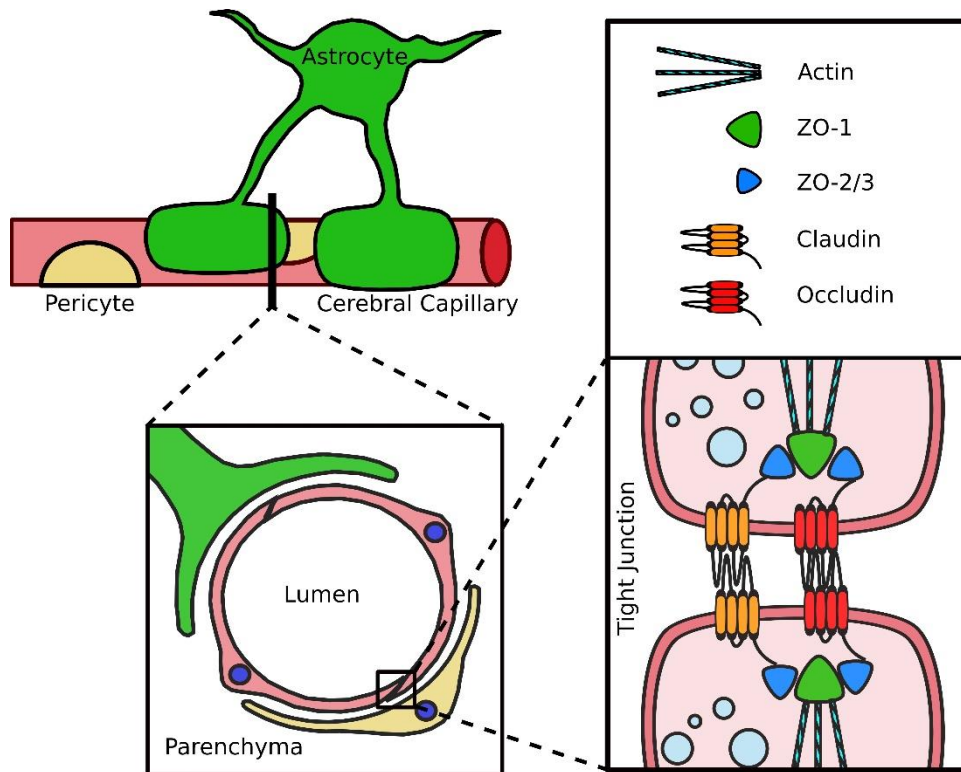 Astrocyte
Pericyte
Cerebral Capillary
Actin
ZO-1
ZO-2/3
Claudin
Occludin
Lumen
Parenchyma
Tight Junction